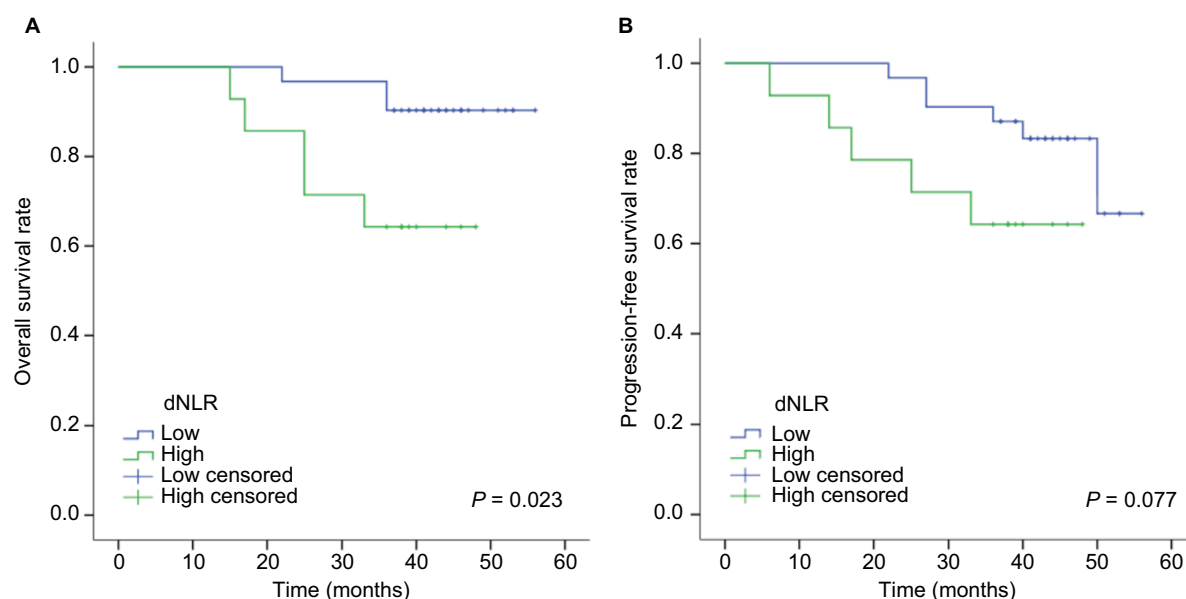 A
Overall survival rate
1.0
0.8
0.6
0.4
0.2
0.0
dNLR
Low
High
Low censored
High censored
P = 0.023
0 10 20 30 40 50 60
Time (months)
B
Progression-free survival rate
1.0
0.8
0.6
0.4
0.2
0.0
dNLR
Low
High
Low censored
High censored
P = 0.077
0 10 20 30 40 50 60
Time (months)